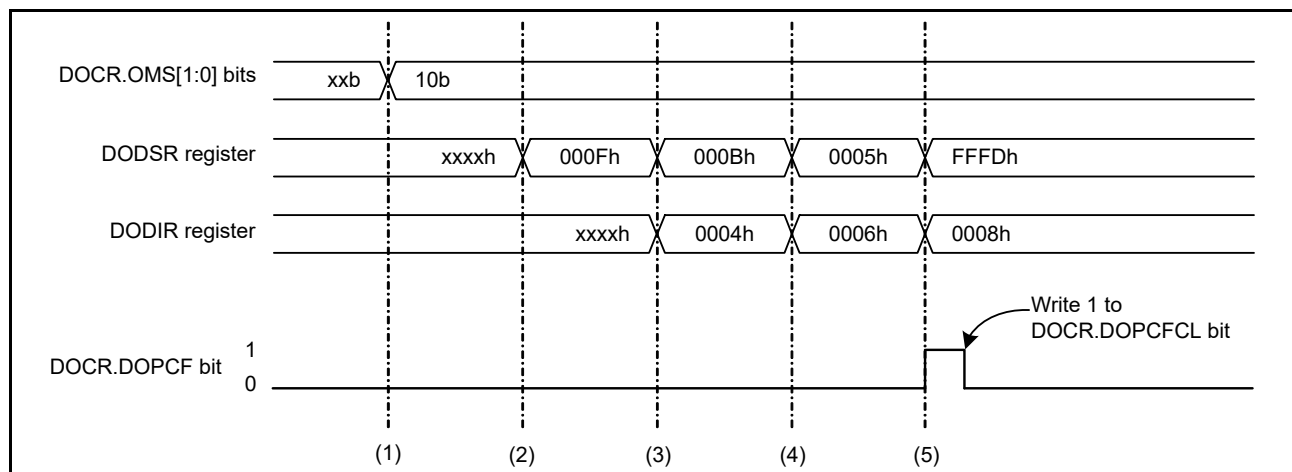 DOCR.OMS[1:0] bits xxb 10b
DODSR register xxxxh 000Fh 000Bh 0005h FFFDh
DODIR register xxxxh 0004h 0006h 0008h
Write 1 to
DOCR.DOPCFCL bit
DOCR.DOPCF bit 1
0
(1) (2) (3) (4) (5)